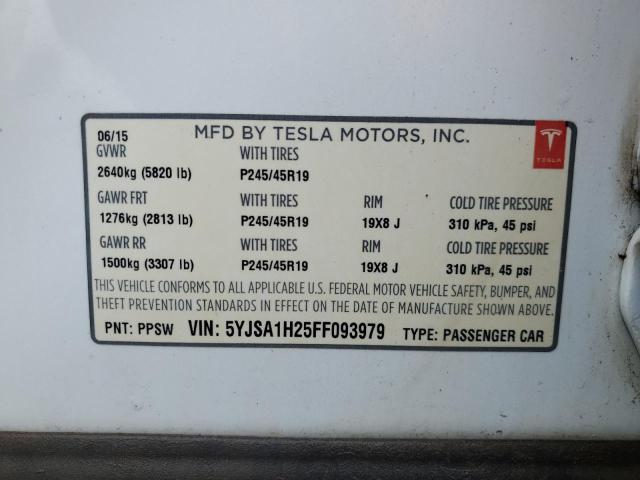 06/15 MFD BY TESLA MOTORS, INC.
TESLA
GVWR WITH TIRES
2640kg (5820 lb) P245/45R19
GAWR FRT WITH TIRES RIM COLD TIRE PRESSURE
1276kg (2813 lb) P245/45R19 19X8 J 310 kPa, 45 psi
GAWR RR WITH TIRES RIM COLD TIRE PRESSURE
1500kg (3307 lb) P245/45R19 19X8 J 310 kPa, 45 psi
THIS VEHICLE CONFORMS TO ALL APPLICABLE U.S. FEDERAL MOTOR VEHICLE SAFETY, BUMPER, AND
THEFT PREVENTION STANDARDS IN EFFECT ON THE DATE OF MANUFACTURE SHOWN ABOVE.
PNT: PPSW VIN: 5YJSA1H25FF093979 TYPE: PASSENGER CAR